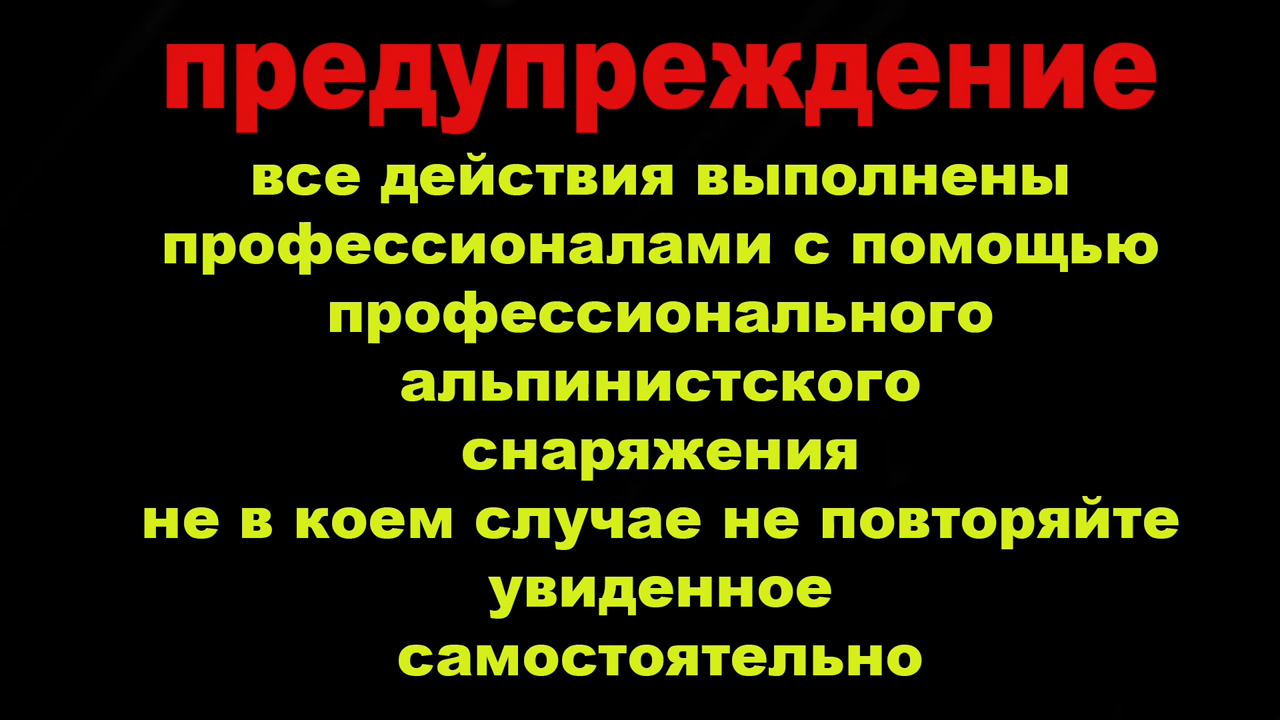 предупреждение
все действия выполнены
профессионалами с помощью
профессионального
альпинистского
снаряжения
не в коем случае не повторяйте
увиденное
самостоятельно